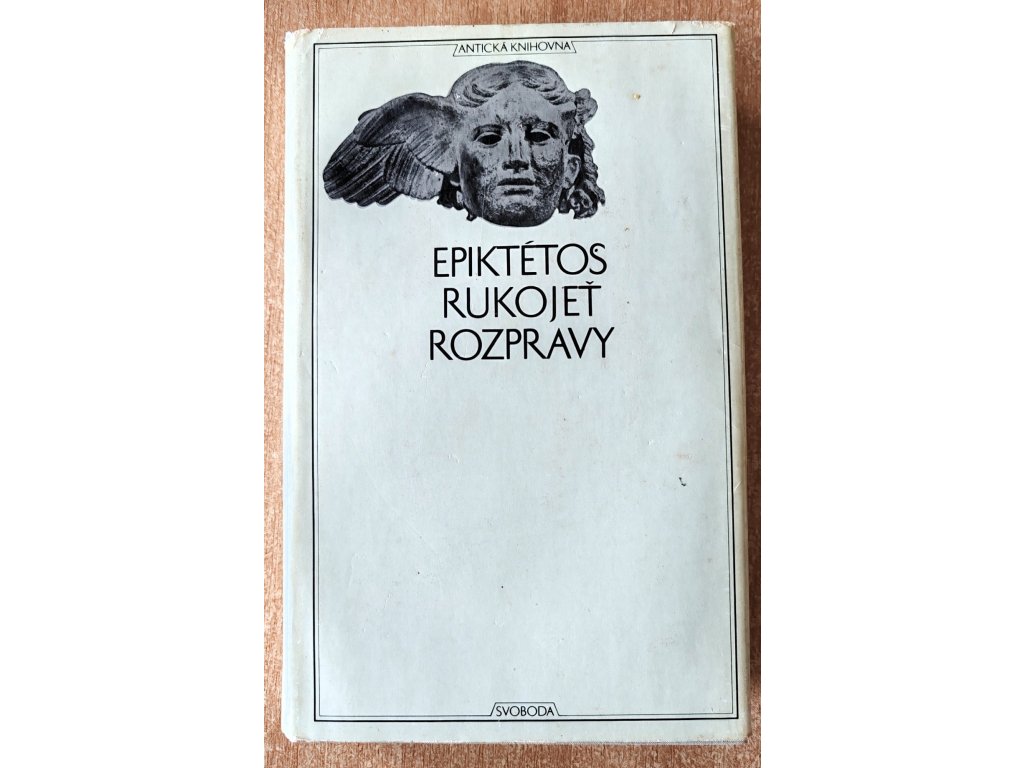 ANTICKÁ KNIHOVNA
EPIKTÉTOS
RUKOJEŤ
ROZPRAVY
SVOBODA